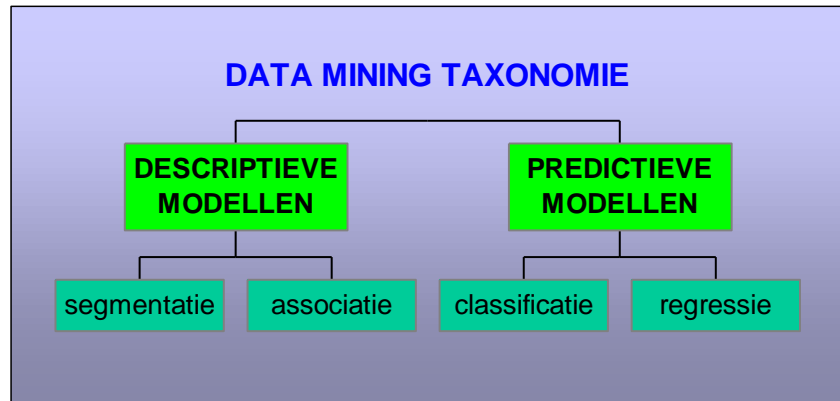 DATA MINING TAXONOMIE
DESCRIPTIEVE
MODELLEN
PREDICTIEVE
MODELLEN
segmentatie
associatie
classificatie
regressie